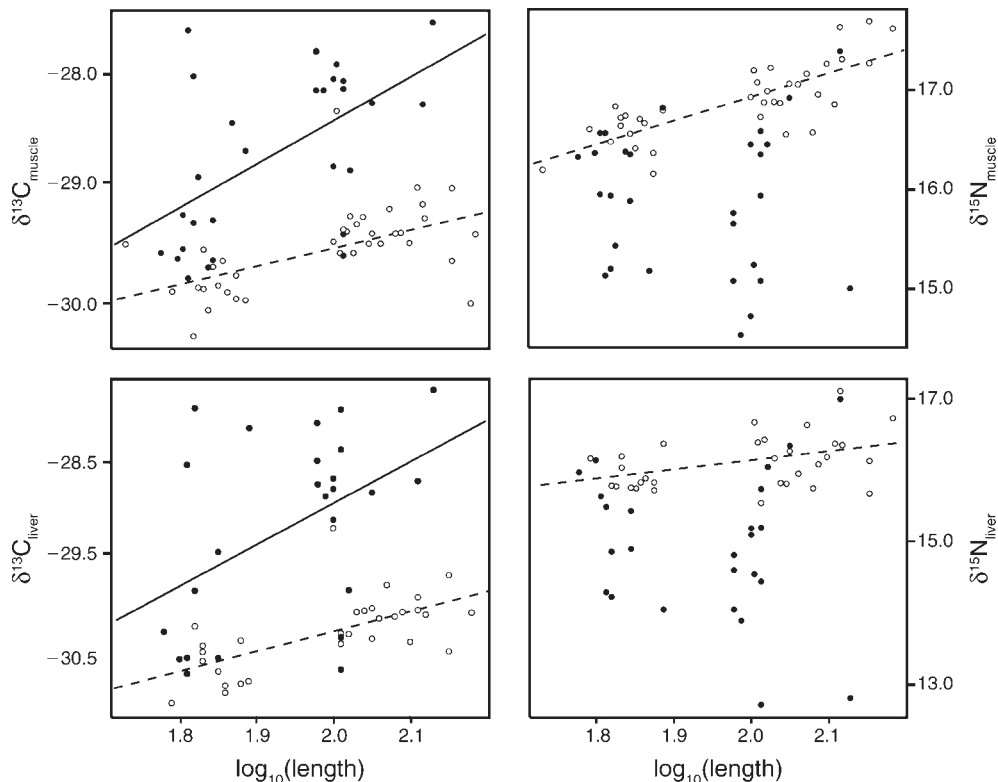 δ13Cmuscle
−28.0
−29.0
−30.0
17.0
16.0
15.0
δ15Nmuscle
δ13Cliver
−28.5
−29.5
−30.5
1.8 1.9 2.0 2.1
log10(length)
17.0
15.0
13.0
δ15Nliver
1.8 1.9 2.0 2.1
log10(length)